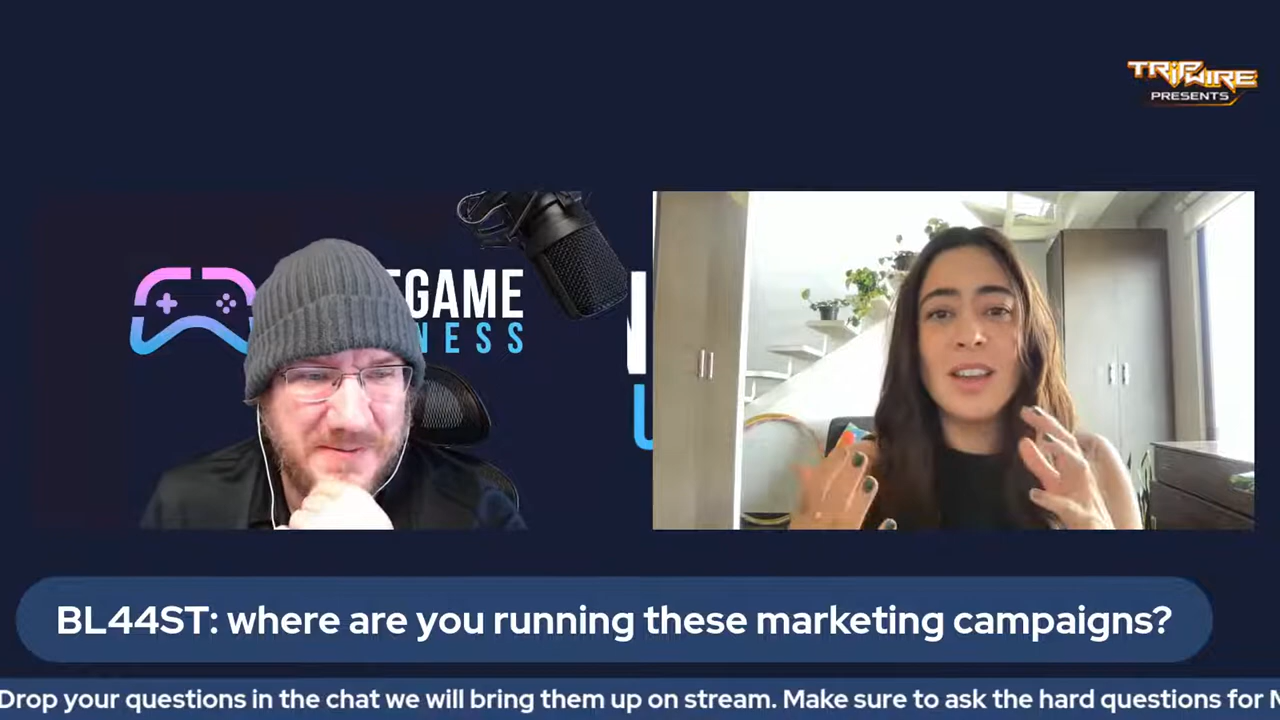 TRIPWIRE
PRESENTS
GAME
NESS
BL44ST: where are you running these marketing campaigns?
Drop your questions in the chat we will bring them up on stream. Make sure to ask the hard questions for